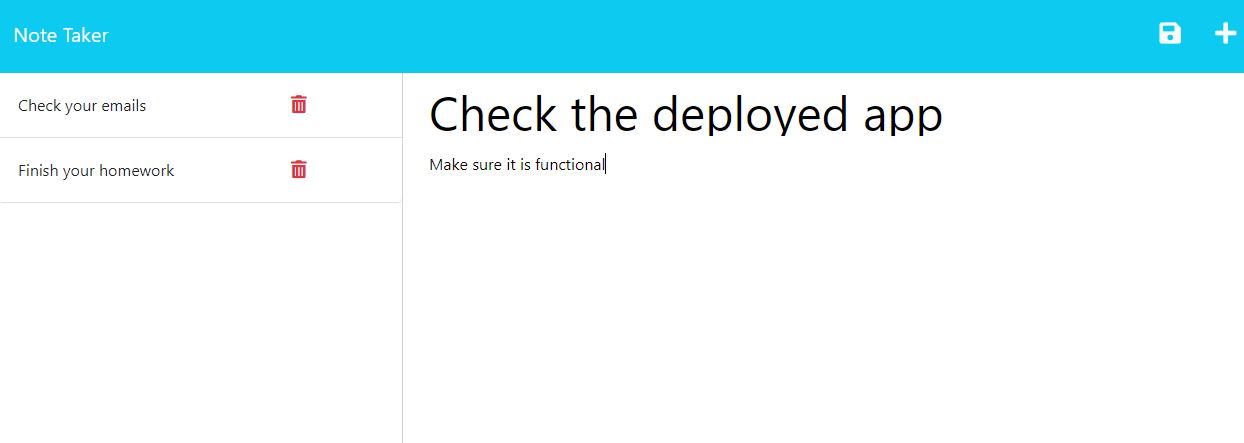 Note Taker
Check your emails
Finish your homework
Check the deployed app
Make sure it is functional